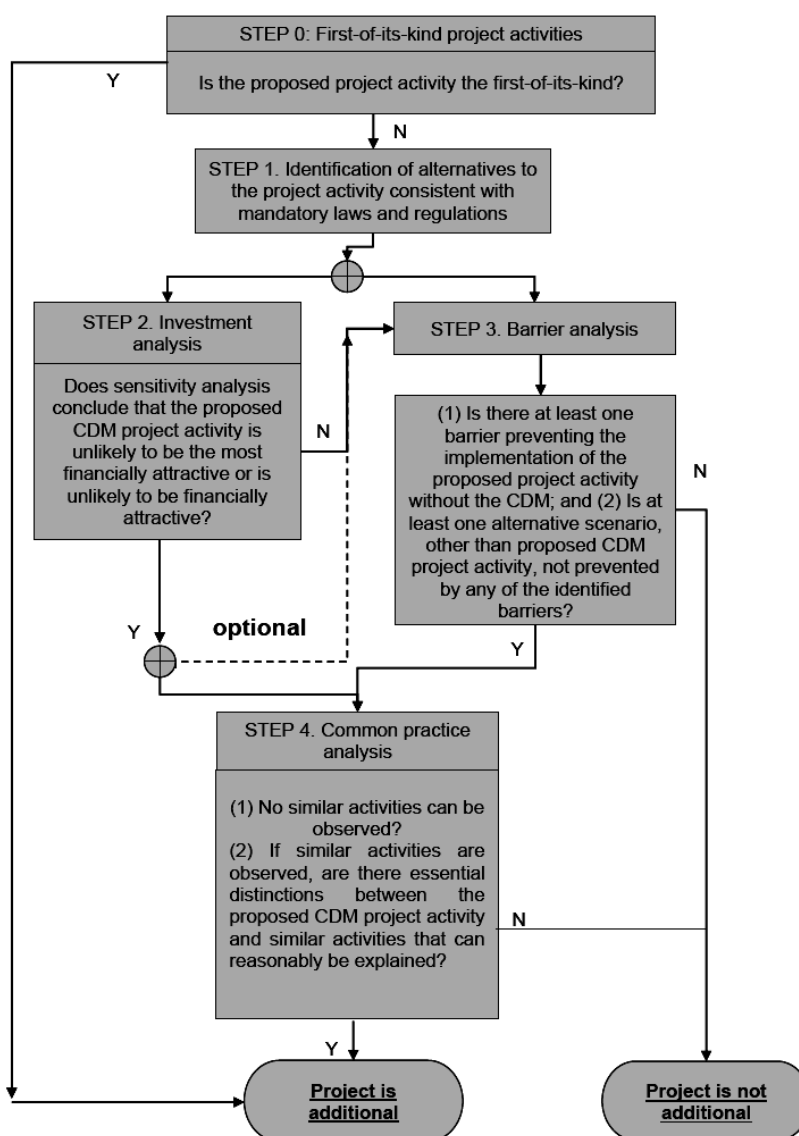 STEP 0: First-of-its-kind project activities
Y
Is the proposed project activity the first-of-its-kind?
N
STEP 1. Identification of alternatives to
the project activity consistent with
mandatory laws and regulations
STEP 2. Investment
analysis
Does sensitivity analysis
conclude that the proposed
CDM project activity is
unlikely to be the most
financially attractive or is
unlikely to be financially
attractive?
N
STEP 3. Barrier analysis
(1) Is there at least one
barrier preventing the
implementation of the
proposed project activity
without the CDM; and (2) Is at
least one alternative scenario,
other than proposed CDM
project activity, not prevented
by any of the identified
barriers?
N
Y
optional
Y
STEP 4. Common practice
analysis
(1) No similar activities can be
observed?
(2) If similar activities are
observed, are there essential
distinctions between the
proposed CDM project activity
and similar activities that can
reasonably be explained?
N
Y
Project is
additional
Project is not
additional